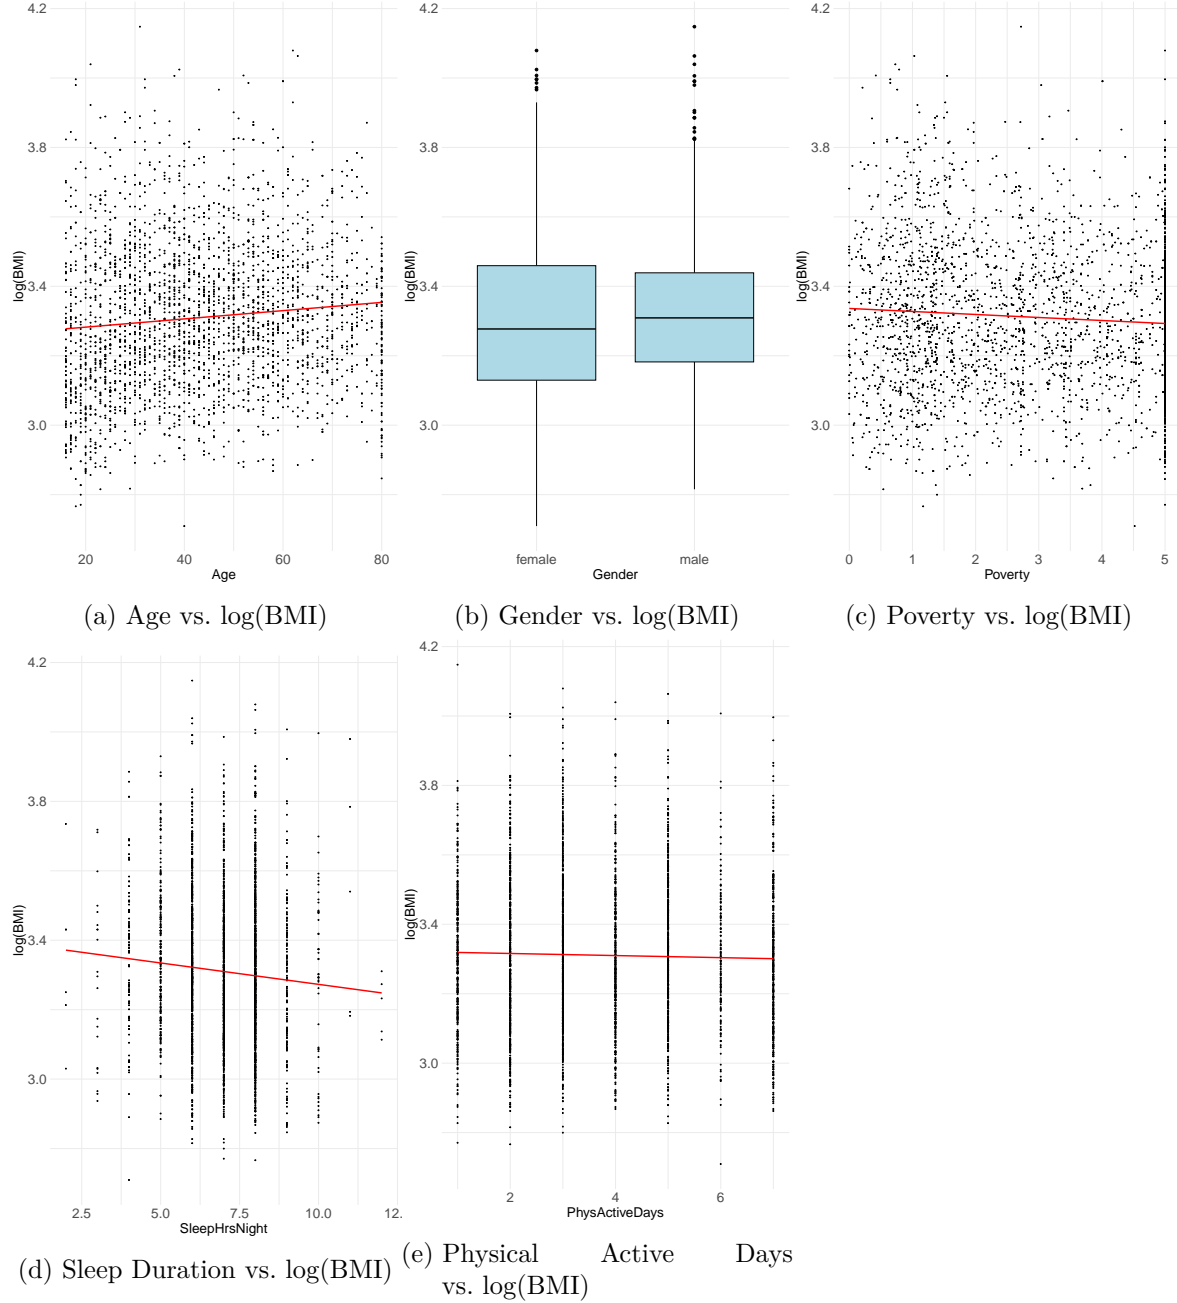 4.2
3.8
3.4
3.0
log(BMI)
20 40 60 80
Age
(a) Age vs. log(BMI)
4.2
3.8
3.4
3.0
log(BMI)
female male
Gender
(b) Gender vs. log(BMI)
4.2
3.8
3.4
3.0
log(BMI)
0 1 2 3 4 5
Poverty
(c) Poverty vs. log(BMI)
4.2
3.8
3.4
3.0
log(BMI)
2.5 5.0 7.5 10.0 12.
SleepHrsNight
(d) Sleep Duration vs. log(BMI)
4.2
3.8
3.4
3.0
log(BMI)
2 4 6
PhysActiveDays
(e) Physical Active Days
vs. log(BMI)